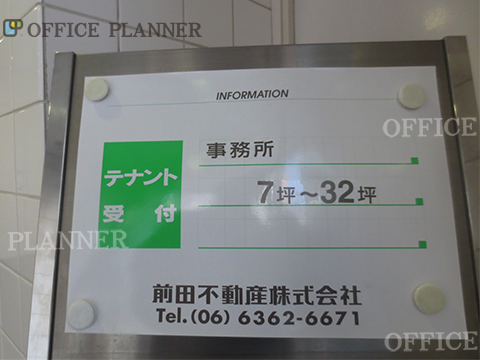 OFFICE PLANNER
INFORMATION
OFFICE
事務所
テナント
受付
7坪～32坪
PLANNER
前田不動産株式会社
Tel.(06) 6362-6671
OFFICE